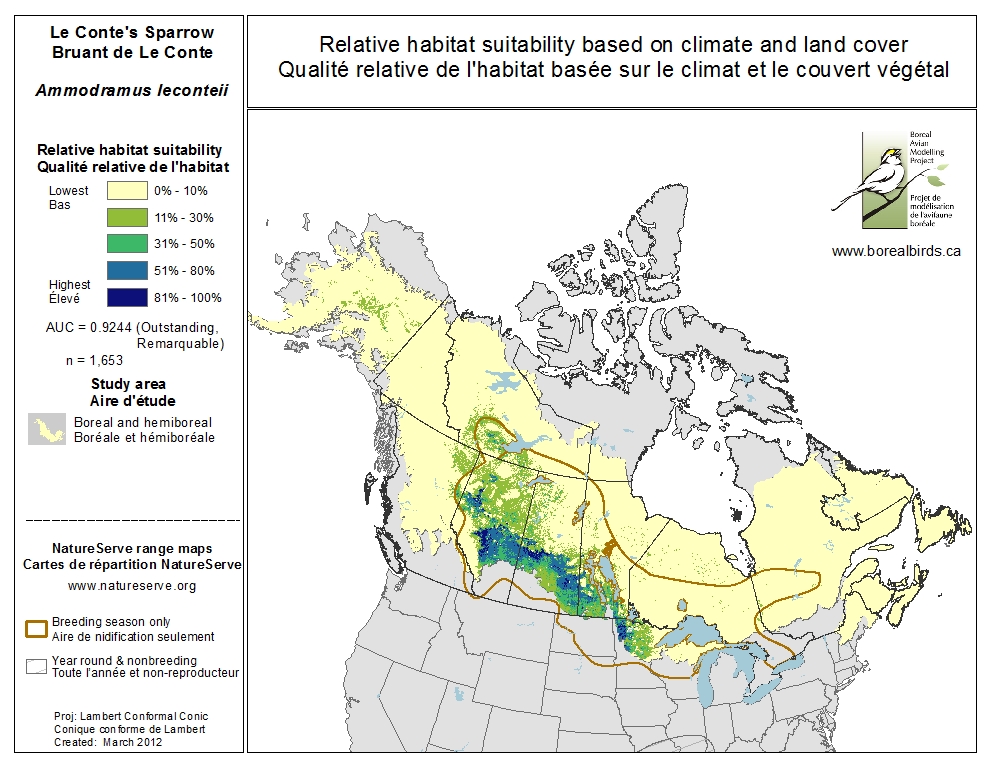 Le Conte's Sparrow
Bruant de Le Conte
Ammodramus leconteii
Relative habitat suitability based on climate and land cover
Qualité relative de l'habitat basée sur le climat et le couvert végétal
Relative habitat suitability
Qualité relative de l'habitat
Lowest
Bas
0% - 10%
11% - 30%
31% - 50%
51% - 80%
Highest
Élevé
81% - 100%
AUC = 0.9244 (Outstanding,
Remarquable)
n = 1,653
Study area
Aire d'étude
Boreal and hemiboreal
Boréale et hémiboréale
NatureServe range maps
Cartes de répartition NatureServe
www.natureserve.org
Breeding season only
Aire de nidification seulement
Year round & nonbreeding
Toute l'année et non-reproducteur
Proj: Lambert Conformal Conic
Conique conforme de Lambert
Created: March 2012
Boreal
Avian
Modelling
Project
Projet de
modélisation
de l'avifaune
boréale
www.borealbirds.ca